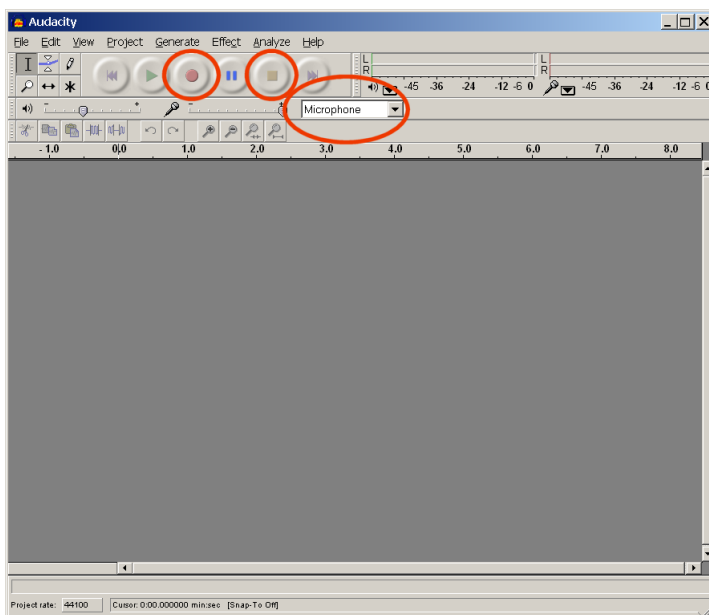 Audacity
File Edit View Project Generate Effect Analyze Help
L
R
-45 -36 -24 -12 -6 0
L
R
-45 -36 -24 -12 -6 0
- + - +
Microphone
- 1.0 0,0 1.0 2.0 3.0 4.0 5.0 6.0 7.0 8.0
Project rate: 44100 Cursor: 0:00.000000 min:sec [Snap-To Off]